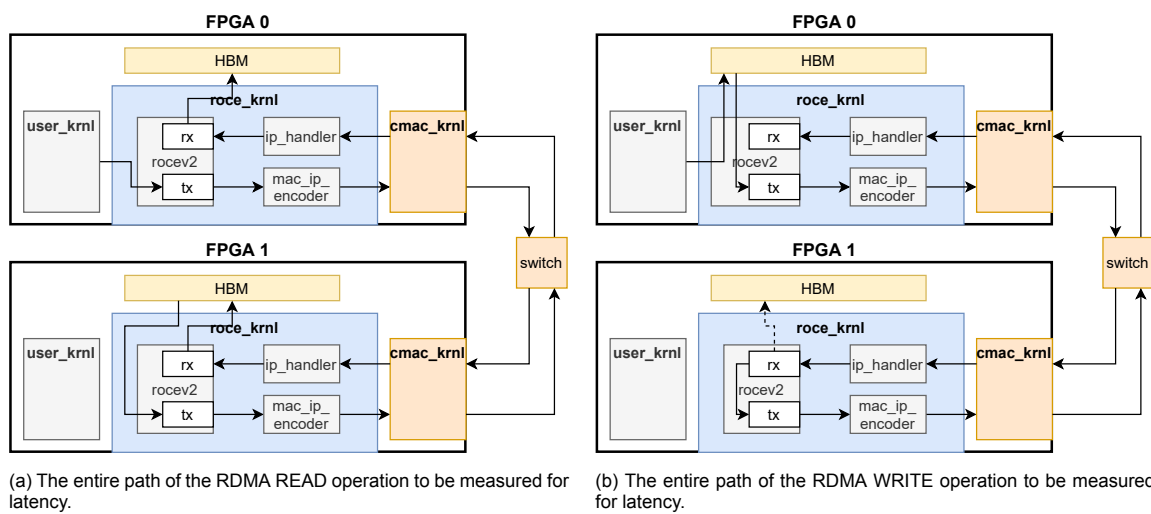 FPGA 0
HBM
roce_krnl
user_krnl
rx
ip_handler
cmac_krnl
rocev2
tx
mac_ip_
encoder
FPGA 1
HBM
switch
roce_krnl
user_krnl
rx
ip_handler
cmac_krnl
rocev2
tx
mac_ip_
encoder
(a) The entire path of the RDMA READ operation to be measured for
latency.
FPGA 0
HBM
roce_krnl
user_krnl
rx
ip_handler
cmac_krnl
rocev2
tx
mac_ip_
encoder
FPGA 1
HBM
switch
roce_krnl
user_krnl
rx
ip_handler
cmac_krnl
rocev2
tx
mac_ip_
encoder
(b) The entire path of the RDMA WRITE operation to be measured
for latency.